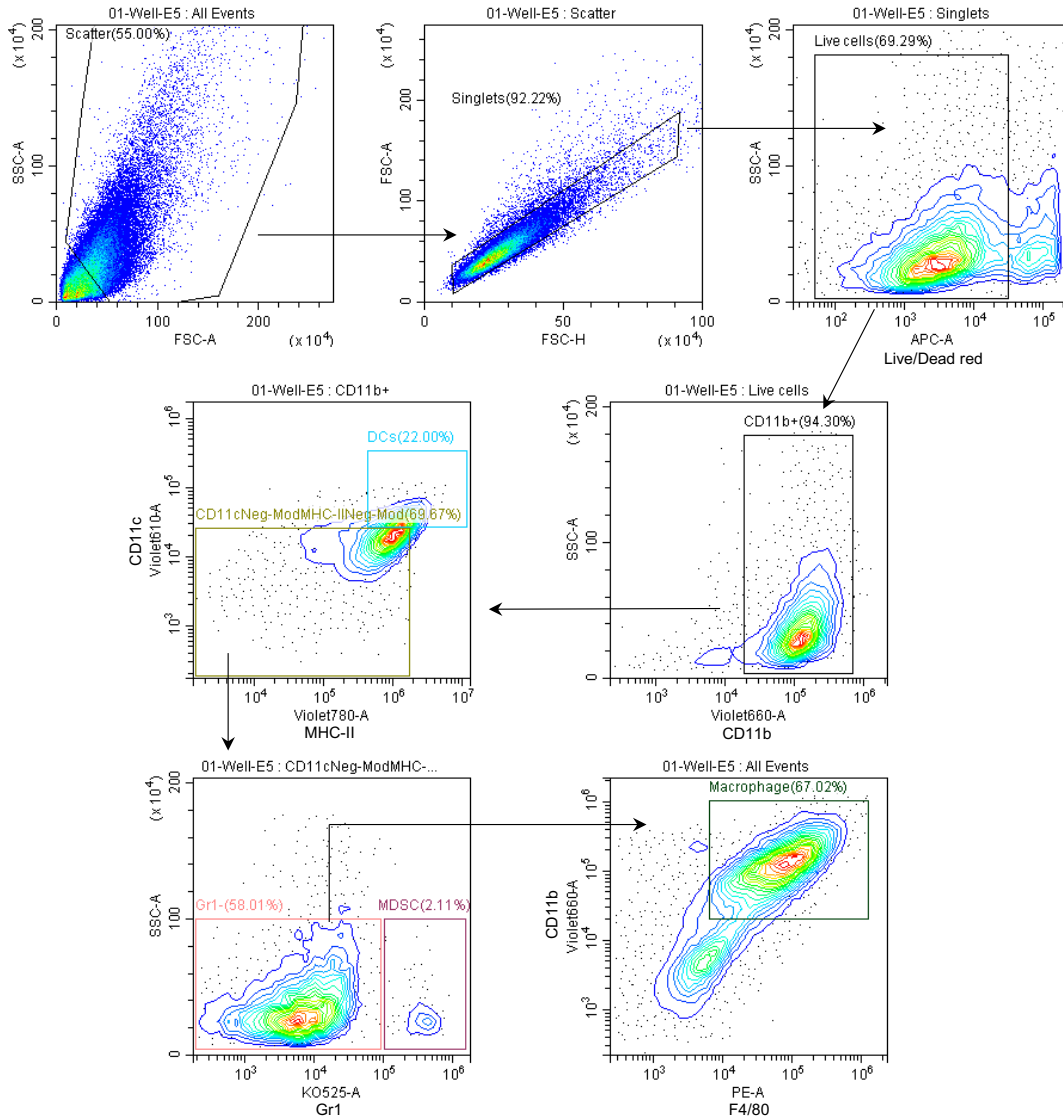 01-Well-E5 : All Events
Scatter(55.00%)
SSC-A
(x 10⁴)
0 100 200
0 100 200
FSC-A
(x 10⁴)
01-Well-E5 : Scatter
Singlets(92.22%)
FSC-A
(x 10⁴)
0 100 200
0 50 100
FSC-H
(x 10⁴)
01-Well-E5 : Singlets
Live cells(69.29%)
SSC-A
(x 10⁴)
0 100 200
10² 10³ 10⁴ 10⁵
APC-A
Live/Dead red
01-Well-E5 : CD11b+
DCs(22.00%)
CD11cNeg-ModMHC-IINeg-Mod(69.67%)
CD11c
Violet610-A
10³ 10⁴ 10⁵ 10⁶
10⁴ 10⁵ 10⁶ 10⁷
Violet780-A
MHC-II
01-Well-E5 : Live cells
CD11b+(94.30%)
SSC-A
(x 10⁴)
0 100 200
10³ 10⁴ 10⁵ 10⁶
Violet660-A
CD11b
01-Well-E5 : CD11cNeg-ModMHC-...
Gr1-(58.01%)
MDSC(2.11%)
SSC-A
(x 10⁴)
0 100 200
10³ 10⁴ 10⁵ 10⁶
KO525-A
Gr1
01-Well-E5 : All Events
Macrophage(67.02%)
CD11b
Violet660-A
10³ 10⁴ 10⁵ 10⁶
10³ 10⁴ 10⁵ 10⁶
PE-A
F4/80